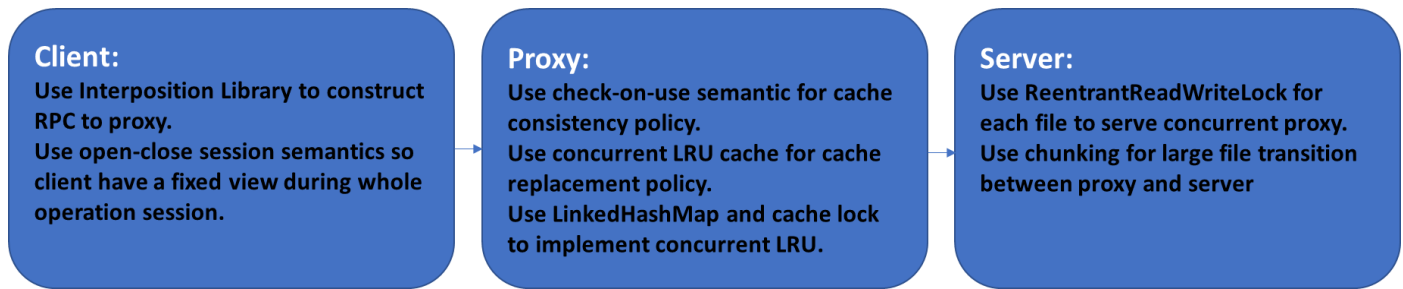 Client:
Use Interposition Library to construct
RPC to proxy.
Use open-close session semantics so
client have a fixed view during whole
operation session.
Proxy:
Use check-on-use semantic for cache
consistency policy.
Use concurrent LRU cache for cache
replacement policy.
Use LinkedHashMap and cache lock
to implement concurrent LRU.
Server:
Use ReentrantReadWriteLock for
each file to serve concurrent proxy.
Use chunking for large file transition
between proxy and server